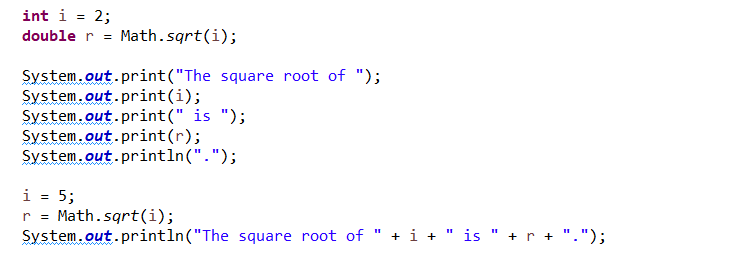 int i = 2;
double r = Math.sqrt(i);
System.out.print("The square root of ");
System.out.print(i);
System.out.print(" is ");
System.out.print(r);
System.out.println(".");
i = 5;
r = Math.sqrt(i);
System.out.println("The square root of " + i + " is " + r + ".");